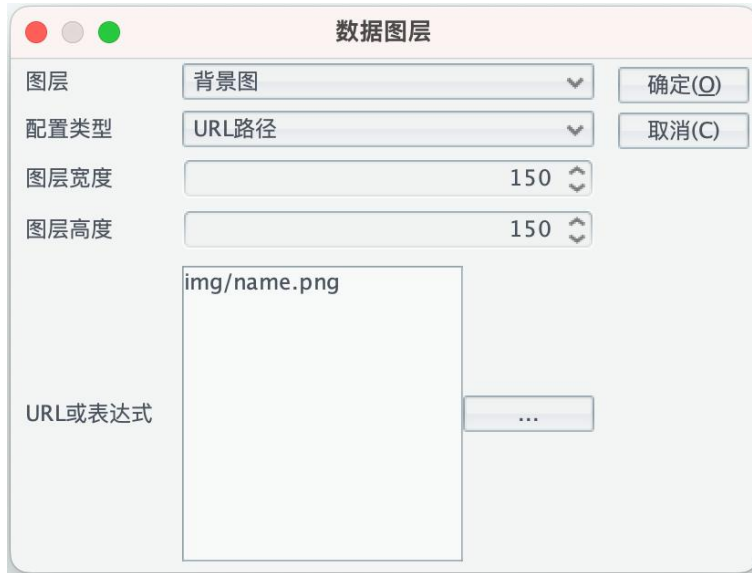 数据图层
图层 背景图 确定(O)
配置类型 URL路径 取消(C)
图层宽度 150
图层高度 150
img/name.png
URL或表达式 ...